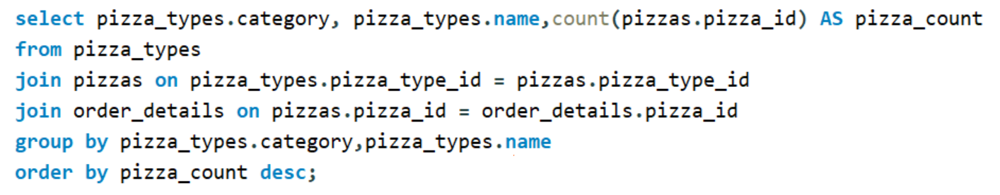 select pizza_types.category, pizza_types.name,count(pizzas.pizza_id) AS pizza_count
from pizza_types
join pizzas on pizza_types.pizza_type_id = pizzas.pizza_type_id
join order_details on pizzas.pizza_id = order_details.pizza_id
group by pizza_types.category,pizza_types.name
order by pizza_count desc;